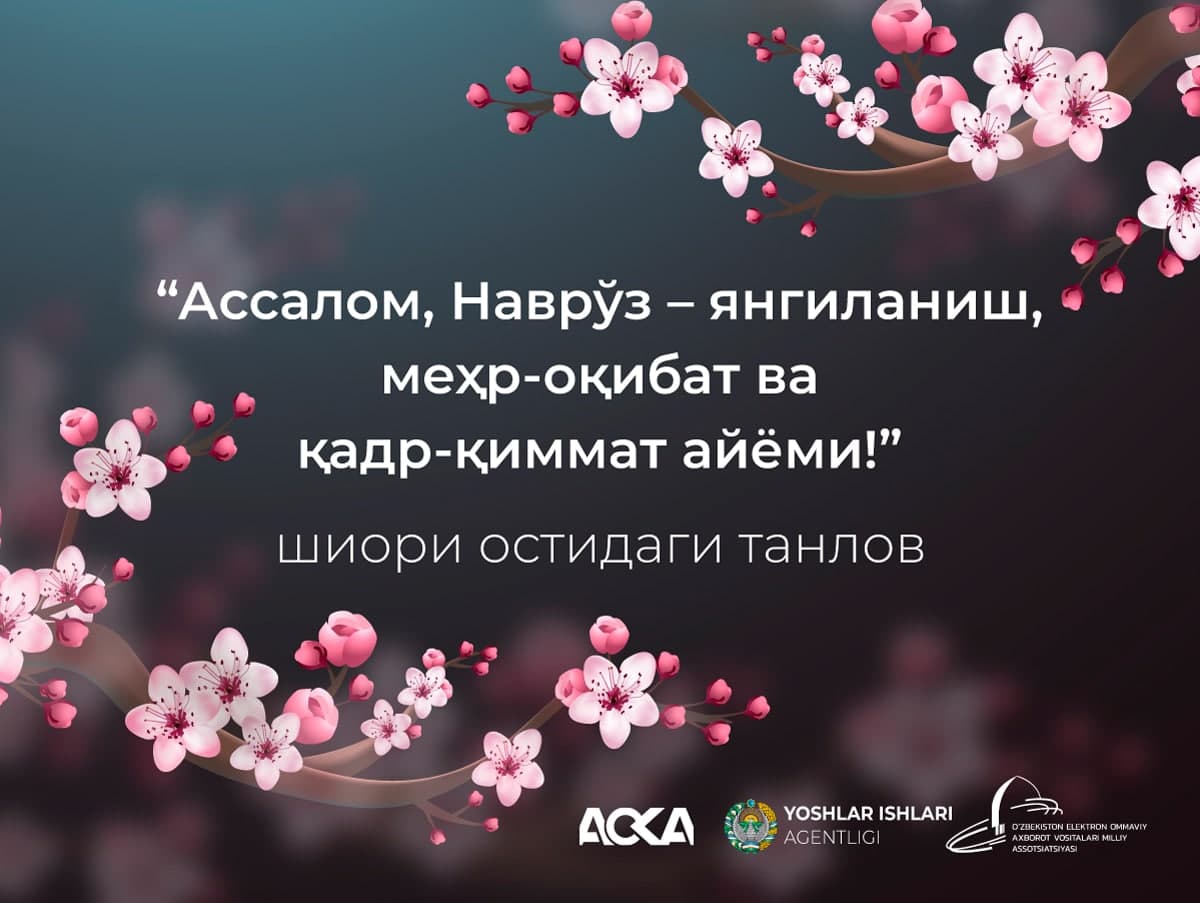 “Ассалом, Наврўз – янгиланиш,
меҳр-оқибат ва
қадр-қиммат айёми!”
шиори остидаги танлов
АОКА
YOSHLAR ISHLARI
AGENTLIGI
O'ZBEKISTON ELEKTRON OMMAVIY
AXBOROT VOSITALARI MILLIY
ASSOTSIATSIYASI